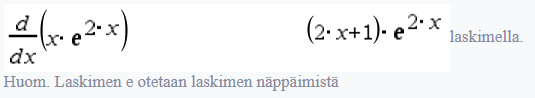 d/dx(x·e^(2·x)) (2·x+1)·e^(2·x) laskimella.
Huom. Laskimen e otetaan laskimen näppäimistä